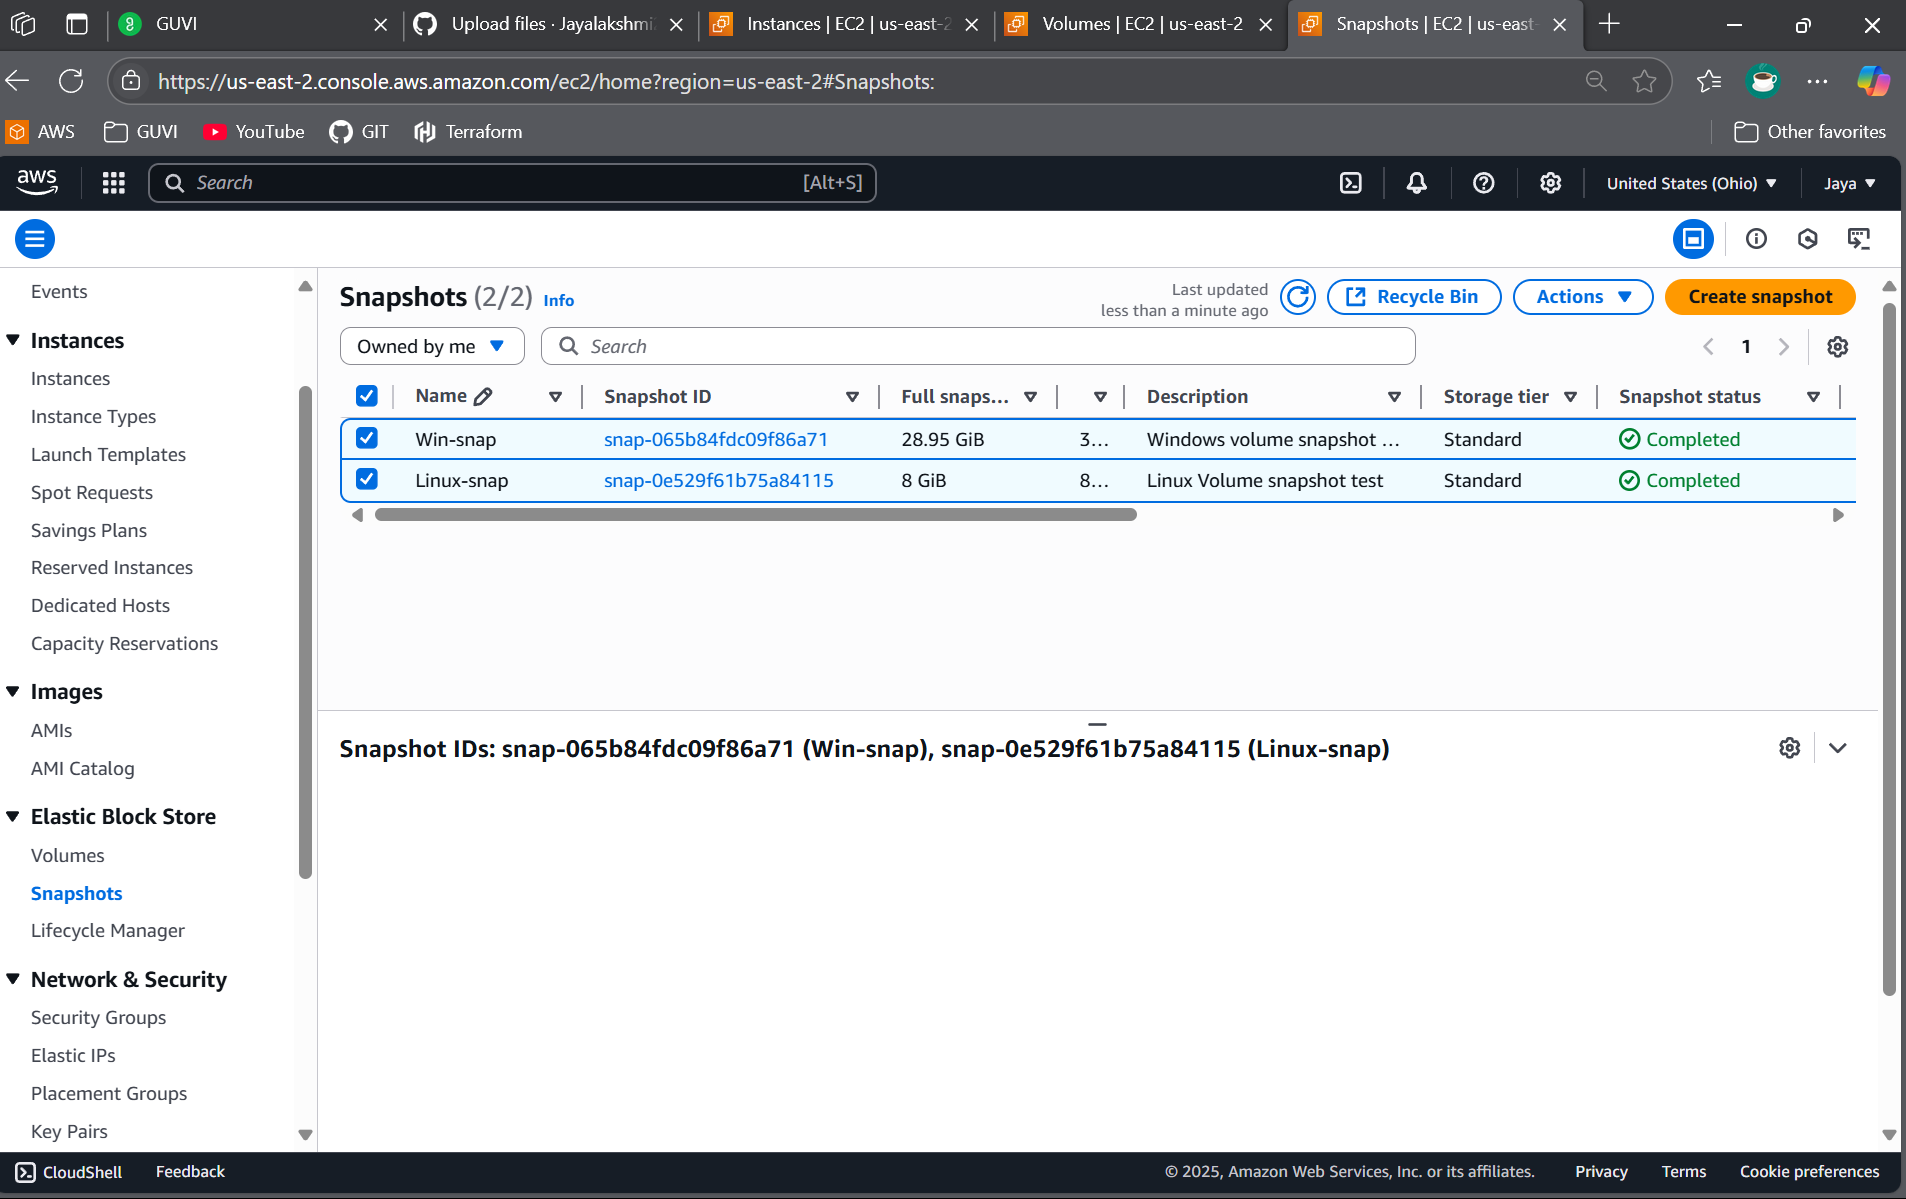 GUVI
Upload files · Jayalakshmi
Instances | EC2 | us-east-2
Volumes | EC2 | us-east-2
Snapshots | EC2 | us-east-
https://us-east-2.console.aws.amazon.com/ec2/home?region=us-east-2#Snapshots:
AWS
GUVI
YouTube
GIT
Terraform
Other favorites
aws
Search
[Alt+S]
United States (Ohio)
Jaya
Events
Instances
Instances
Instance Types
Launch Templates
Spot Requests
Savings Plans
Reserved Instances
Dedicated Hosts
Capacity Reservations
Images
AMIs
AMI Catalog
Elastic Block Store
Volumes
Snapshots
Lifecycle Manager
Network & Security
Security Groups
Elastic IPs
Placement Groups
Key Pairs
Snapshots (2/2) Info
Last updated
less than a minute ago
Recycle Bin
Actions
Create snapshot
Owned by me
Search
1
Name Snapshot ID Full snaps... Description Storage tier Snapshot status
Win-snap snap-065b84fdc09f86a71 28.95 GiB 3... Windows volume snapshot ... Standard Completed
Linux-snap snap-0e529f61b75a84115 8 GiB 8... Linux Volume snapshot test Standard Completed
Snapshot IDs: snap-065b84fdc09f86a71 (Win-snap), snap-0e529f61b75a84115 (Linux-snap)
CloudShell Feedback © 2025, Amazon Web Services, Inc. or its affiliates. Privacy Terms Cookie preferences